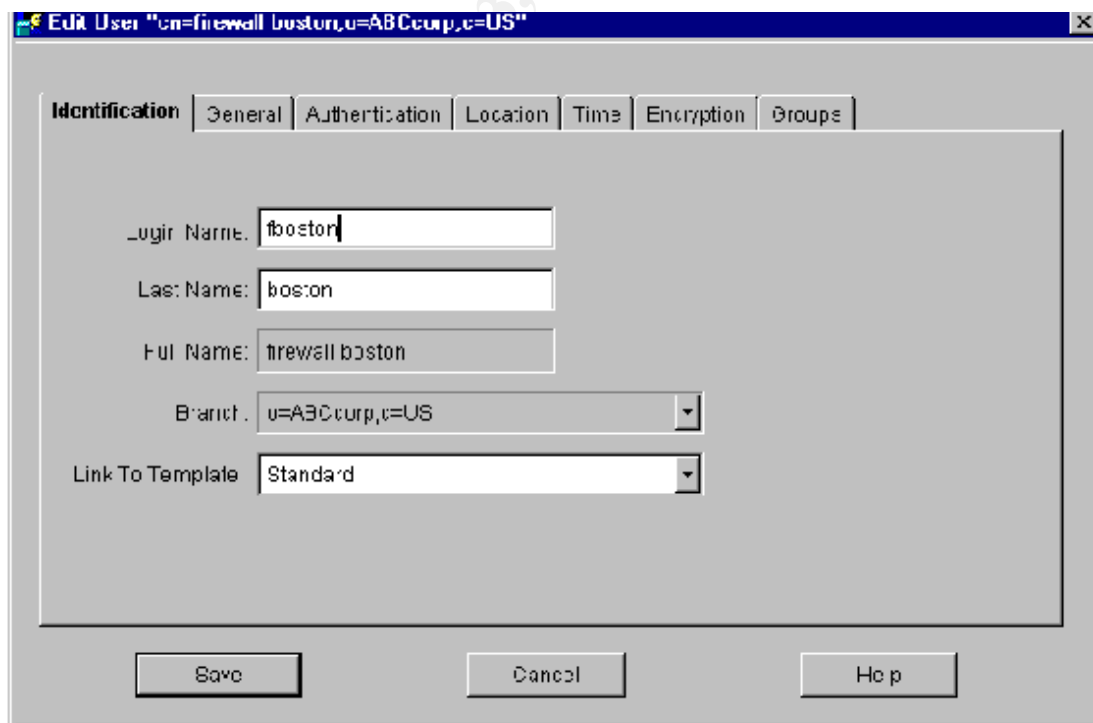 Edit User "cn=firewall boston,o=ABCcorp,c=US"
Identification General Authentication Location Time Encryption Groups
Login Name: fboston
Last Name: boston
Full Name: firewall boston
Branch: o=ABCcorp,c=US
Link To Template Standard
Save Cancel Help